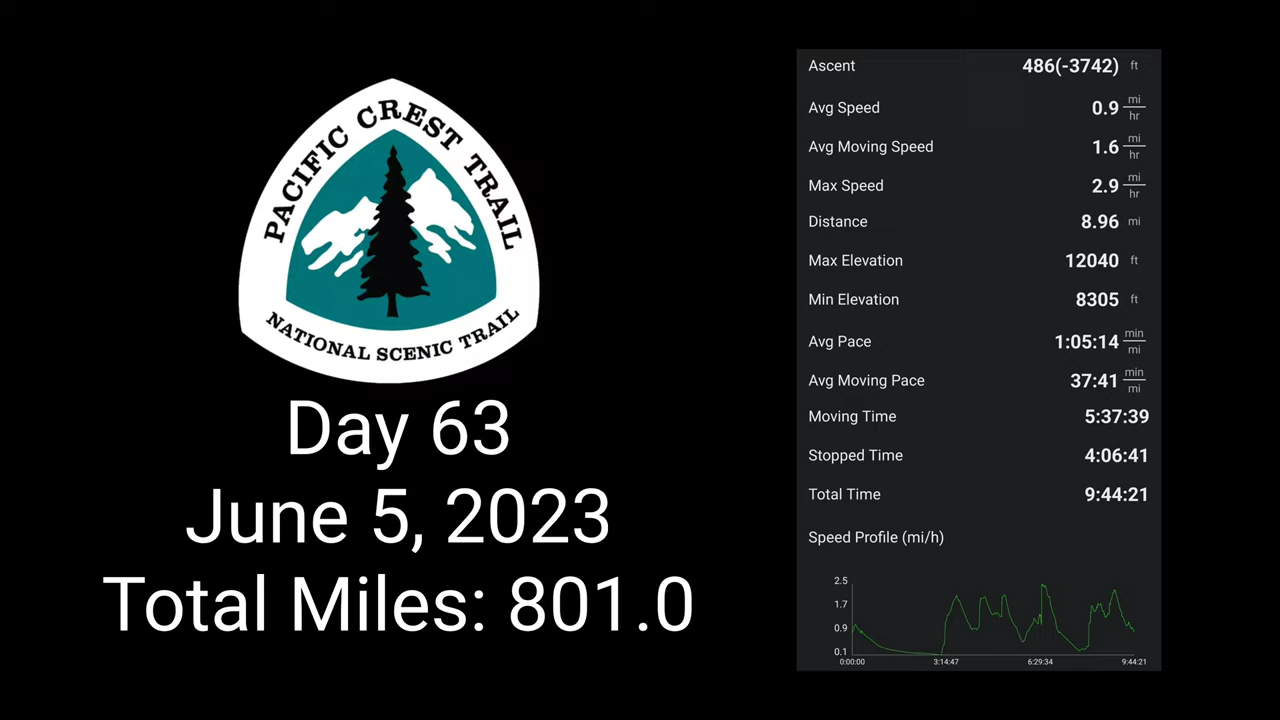 PACIFIC CREST TRAIL
NATIONAL SCENIC TRAIL
Day 63
June 5, 2023
Total Miles: 801.0
Ascent 486(-3742) ft
Avg Speed 0.9 mi/hr
Avg Moving Speed 1.6 mi/hr
Max Speed 2.9 mi/hr
Distance 8.96 mi
Max Elevation 12040 ft
Min Elevation 8305 ft
Avg Pace 1:05:14 min/mi
Avg Moving Pace 37:41 min/mi
Moving Time 5:37:39
Stopped Time 4:06:41
Total Time 9:44:21
Speed Profile (mi/h)
2.5
1.7
0.9
0.1
0:00:00 3:14:47 6:29:34 9:44:21